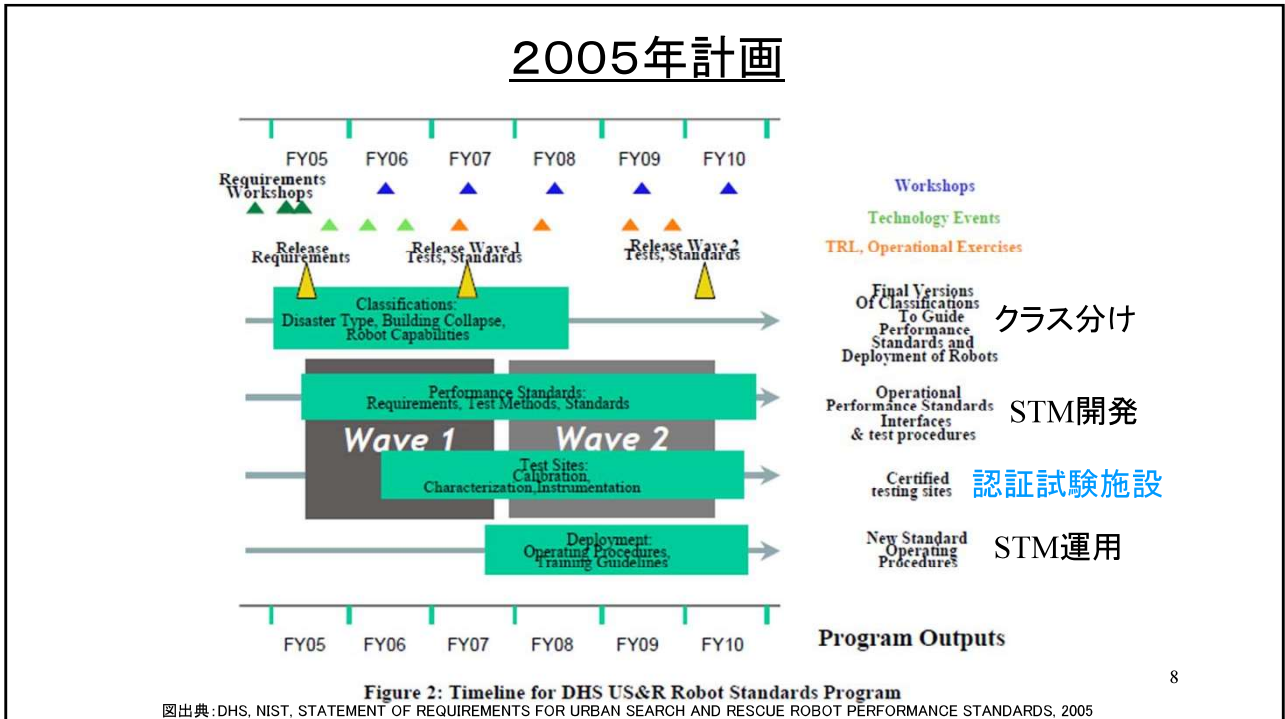 2005年計画
FY05 FY06 FY07 FY08 FY09 FY10
Requirements
Workshops
Workshops
Technology Events
TRL, Operational Exercises
Release
Requirements
Release Wave 1
Tests, Standards
Release Wave 2
Tests, Standards
Classifications:
Disaster Type, Building Collapse,
Robot Capabilities
Final Versions
Of Classifications
To Guide
Performance
Standards and
Deployment of Robots
クラス分け
Performance Standards:
Requirements, Test Methods, Standards
Operational
Performance Standards
Interfaces
& test procedures
STM開発
Wave 1
Wave 2
Test Sites:
Calibration,
Characterization,Instrumentation
Certified
testing sites
認証試験施設
Deployment:
Operating Procedures,
Training Guidelines
New Standard
Operating
Procedures
STM運用
FY05 FY06 FY07 FY08 FY09 FY10
Program Outputs
8
Figure 2: Timeline for DHS US&R Robot Standards Program
図出典:DHS, NIST, STATEMENT OF REQUIREMENTS FOR URBAN SEARCH AND RESCUE ROBOT PERFORMANCE STANDARDS, 2005